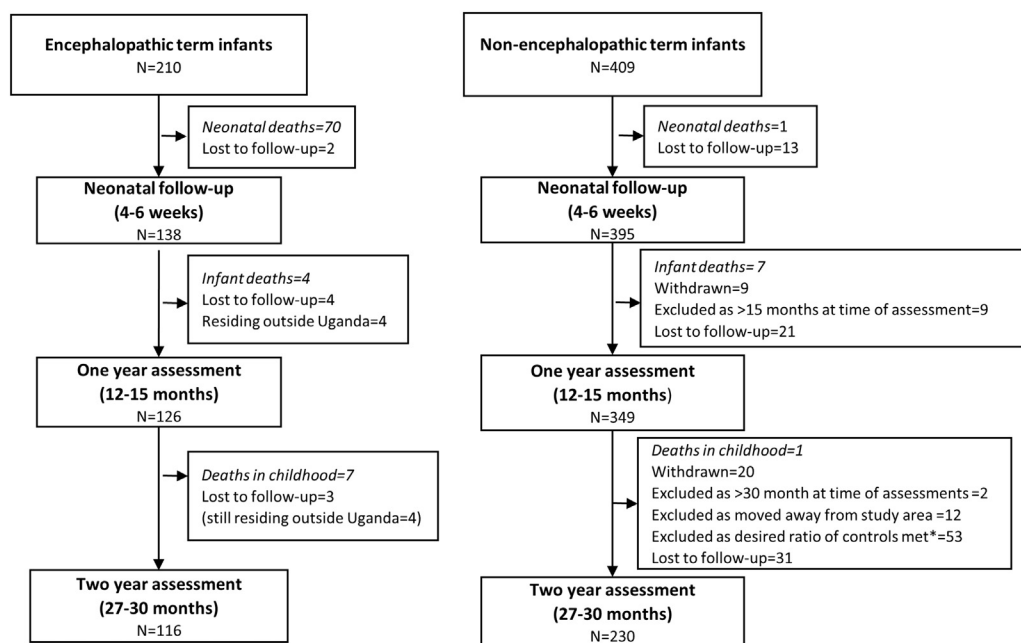 Encephalopathic term infants
N=210
Neonatal deaths=70
Lost to follow-up=2
Neonatal follow-up
(4-6 weeks)
N=138
Infant deaths=4
Lost to follow-up=4
Residing outside Uganda=4
One year assessment
(12-15 months)
N=126
Deaths in childhood=7
Lost to follow-up=3
(still residing outside Uganda=4)
Two year assessment
(27-30 months)
N=116
Non-encephalopathic term infants
N=409
Neonatal deaths=1
Lost to follow-up=13
Neonatal follow-up
(4-6 weeks)
N=395
Infant deaths= 7
Withdrawn=9
Excluded as >15 months at time of assessment=9
Lost to follow-up=21
One year assessment
(12-15 months)
N=349
Deaths in childhood=1
Withdrawn=20
Excluded as >30 month at time of assessments =2
Excluded as moved away from study area =12
Excluded as desired ratio of controls met*=53
Lost to follow-up=31
Two year assessment
(27-30 months)
N=230